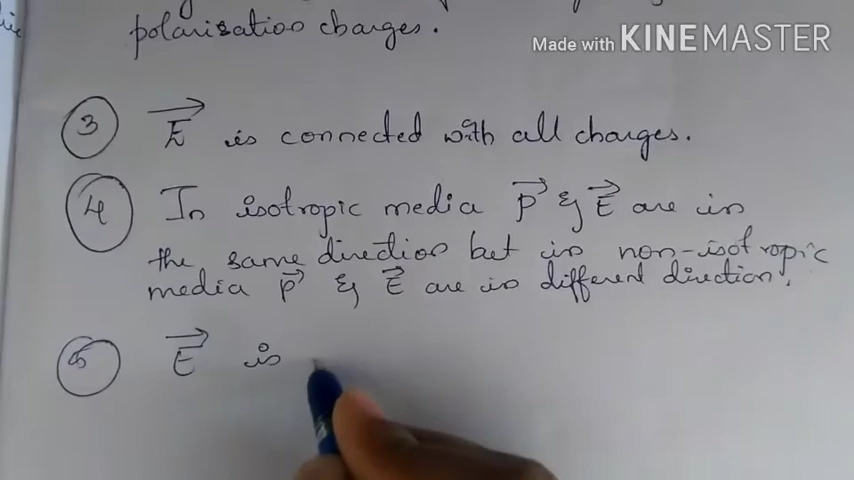 polarisation charges.
Made with KINEMASTER
③ E is connected with all charges.
④ In isotropic media P & E are in
the same direction but in non-isotropic
media P & E are in different direction.
⑤ E is